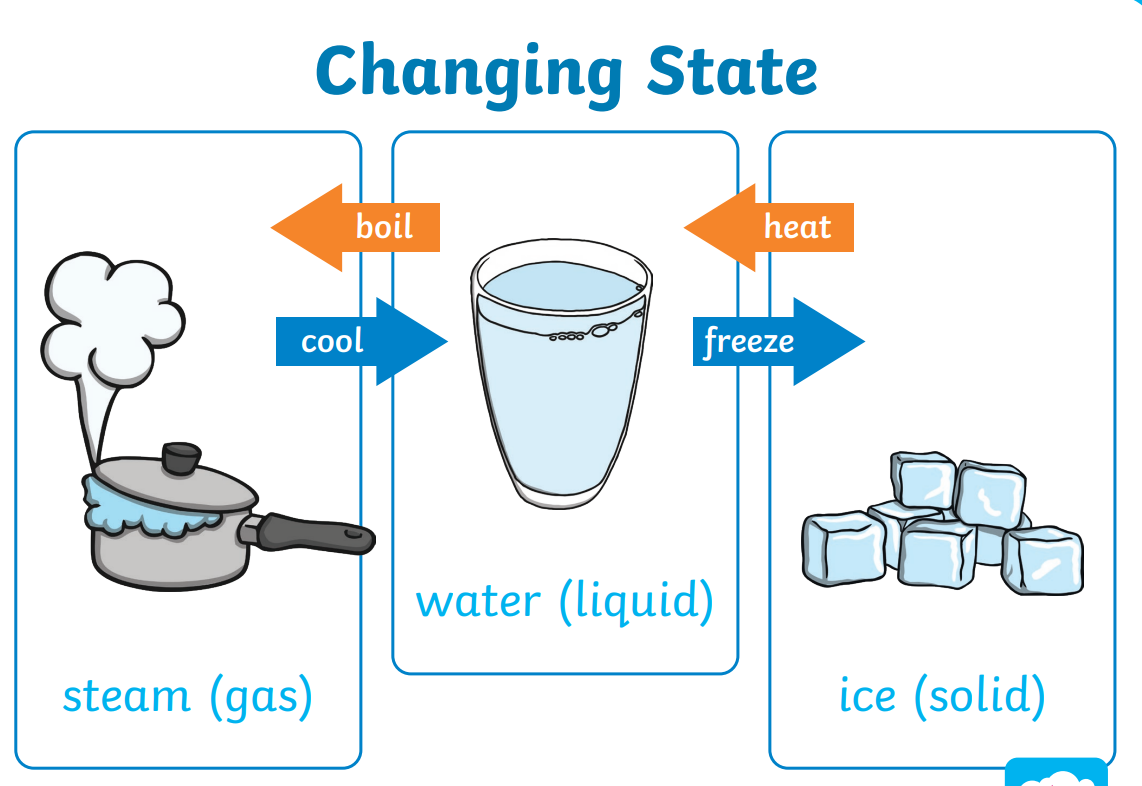 Changing State
boil
heat
cool
freeze
water (liquid)
steam (gas)
ice (solid)